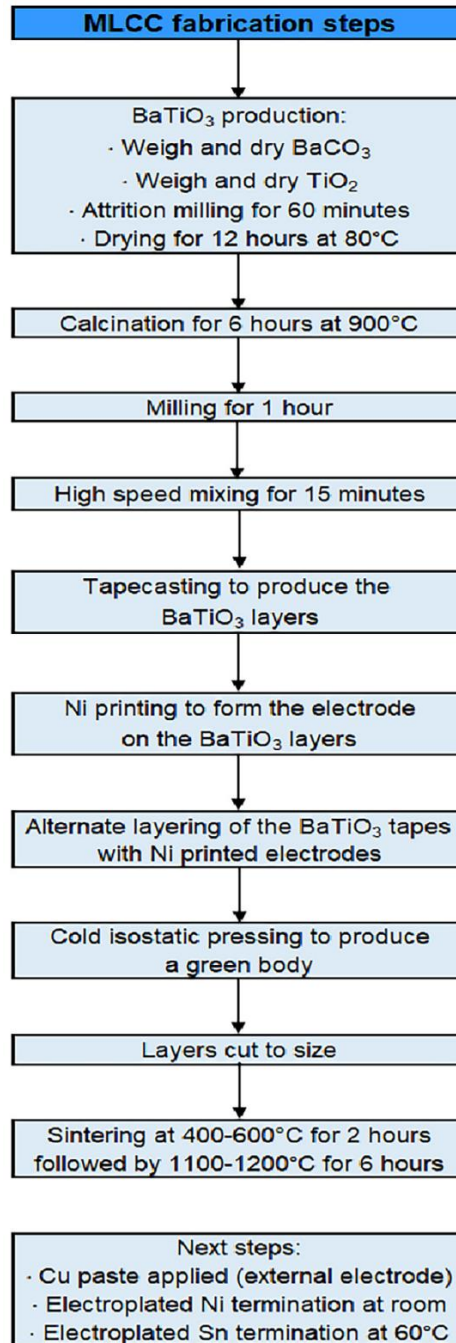 MLCC fabrication steps
BaTiO₃ production:
· Weigh and dry BaCO₃
· Weigh and dry TiO₂
· Attrition milling for 60 minutes
· Drying for 12 hours at 80°C
Calcination for 6 hours at 900°C
Milling for 1 hour
High speed mixing for 15 minutes
Tapecasting to produce the
BaTiO₃ layers
Ni printing to form the electrode
on the BaTiO₃ layers
Alternate layering of the BaTiO₃ tapes
with Ni printed electrodes
Cold isostatic pressing to produce
a green body
Layers cut to size
Sintering at 400-600°C for 2 hours
followed by 1100-1200°C for 6 hours
Next steps:
· Cu paste applied (external electrode)
· Electroplated Ni termination at room
· Electroplated Sn termination at 60°C